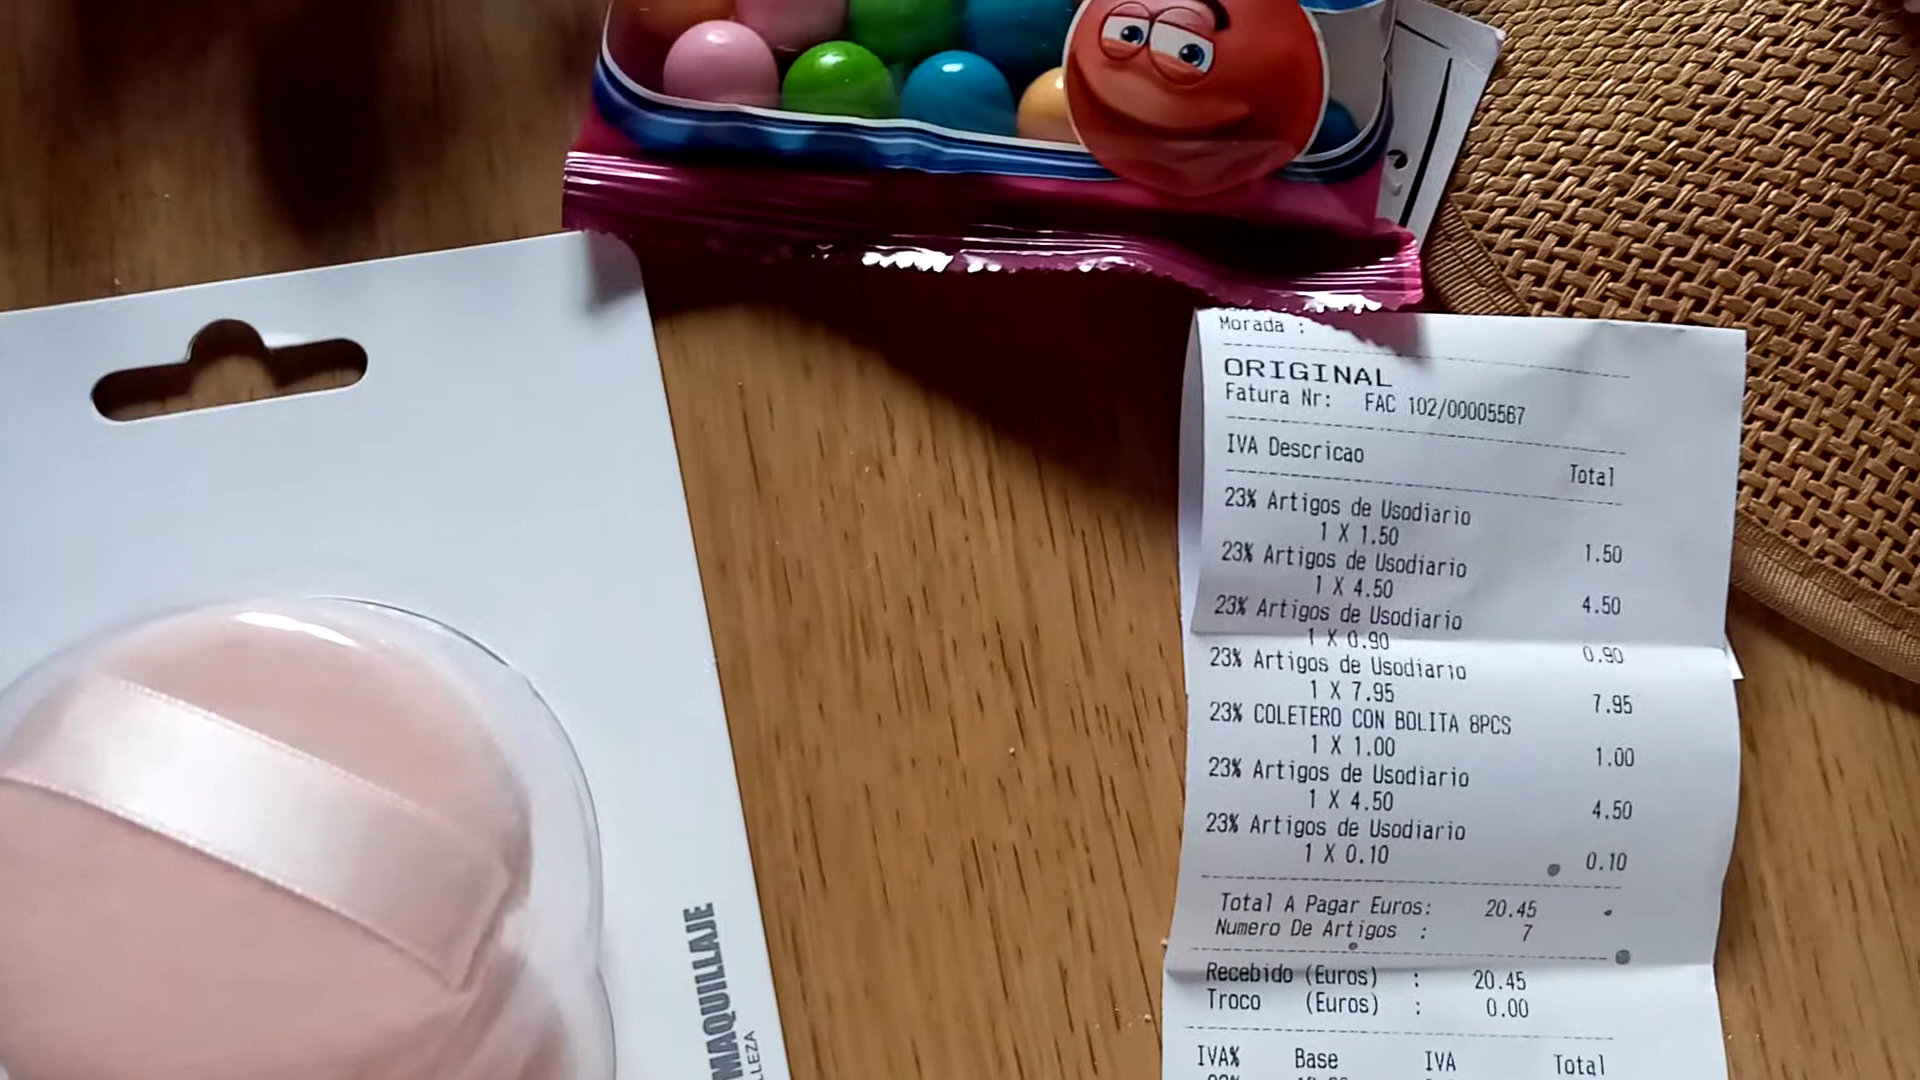 Morada :
ORIGINAL
Fatura Nr: FAC 102/00005567
IVA Descricao Total
23% Artigos de Usodiario
1 X 1.50 1.50
23% Artigos de Usodiario
1 X 4.50 4.50
23% Artigos de Usodiario
1 X 0.90 0.90
23% Artigos de Usodiario
1 X 7.95 7.95
23% COLETERO CON BOLITA 8PCS
1 X 1.00 1.00
23% Artigos de Usodiario
1 X 4.50 4.50
23% Artigos de Usodiario
1 X 0.10 0.10
Total A Pagar Euros: 20.45
Numero De Artigos : 7
Recebido (Euros) : 20.45
Troco (Euros) : 0.00
IVA% Base IVA Total
MAQUILLAJE
LLEZA